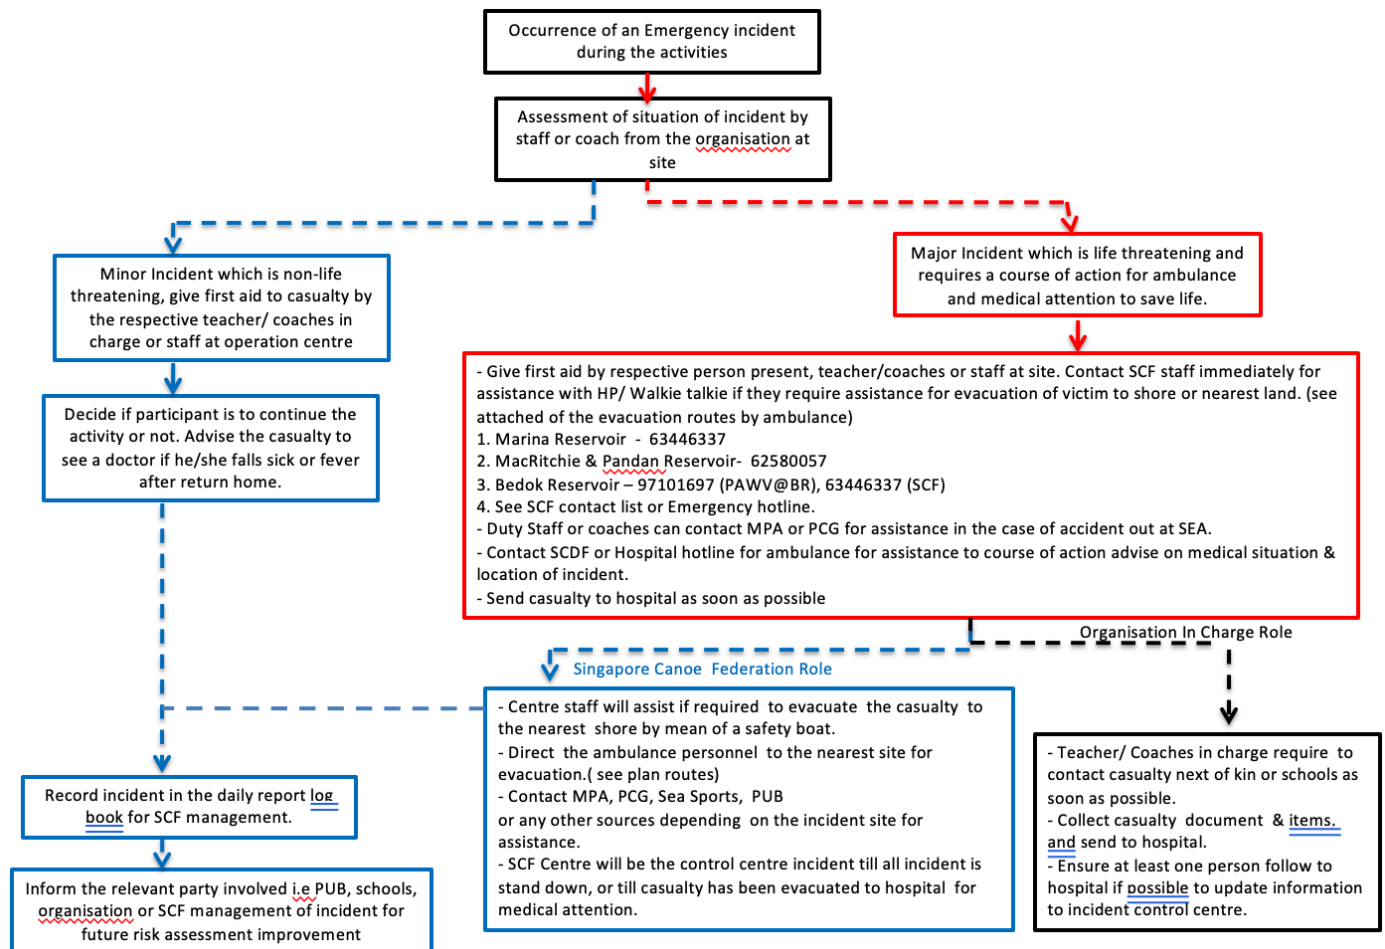 Occurrence of an Emergency incident
during the activities
Assessment of situation of incident by
staff or coach from the organisation at
site
Minor Incident which is non-life
threatening, give first aid to casualty by
the respective teacher/ coaches in
charge or staff at operation centre
Major Incident which is life threatening and
requires a course of action for ambulance
and medical attention to save life.
Decide if participant is to continue the
activity or not. Advise the casualty to
see a doctor if he/she falls sick or fever
after return home.
- Give first aid by respective person present, teacher/coaches or staff at site. Contact SCF staff immediately for
assistance with HP/ Walkie talkie if they require assistance for evacuation of victim to shore or nearest land. (see
attached of the evacuation routes by ambulance)
1. Marina Reservoir - 63446337
2. MacRitchie & Pandan Reservoir- 62580057
3. Bedok Reservoir – 97101697 (PAWV@BR), 63446337 (SCF)
4. See SCF contact list or Emergency hotline.
- Duty Staff or coaches can contact MPA or PCG for assistance in the case of accident out at SEA.
- Contact SCDF or Hospital hotline for ambulance for assistance to course of action advise on medical situation &
location of incident.
- Send casualty to hospital as soon as possible
Organisation In Charge Role
Singapore Canoe Federation Role
- Centre staff will assist if required to evacuate the casualty to
the nearest shore by mean of a safety boat.
- Direct the ambulance personnel to the nearest site for
evacuation.( see plan routes)
- Contact MPA, PCG, Sea Sports, PUB
or any other sources depending on the incident site for
assistance.
- SCF Centre will be the control centre incident till all incident is
stand down, or till casualty has been evacuated to hospital for
medical attention.
- Teacher/ Coaches in charge require to
contact casualty next of kin or schools as
soon as possible.
- Collect casualty document & items.
and send to hospital.
- Ensure at least one person follow to
hospital if possible to update information
to incident control centre.
Record incident in the daily report log
book for SCF management.
Inform the relevant party involved i.e PUB, schools,
organisation or SCF management of incident for
future risk assessment improvement